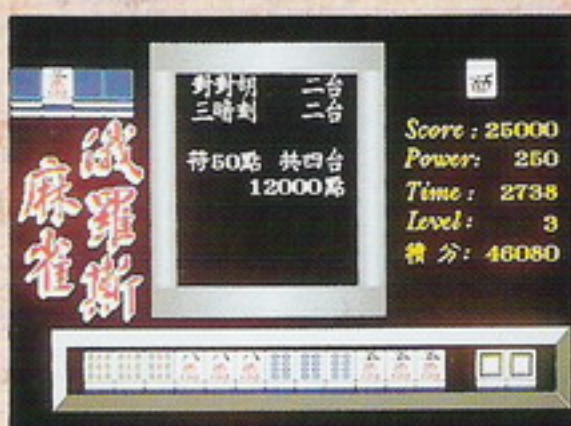 俄羅斯
麻雀
對對胡 二台
三暗刻 二台
符50點 共四台
12000點
Score: 25000
Power: 250
Time: 2738
Level: 3
積分: 46080